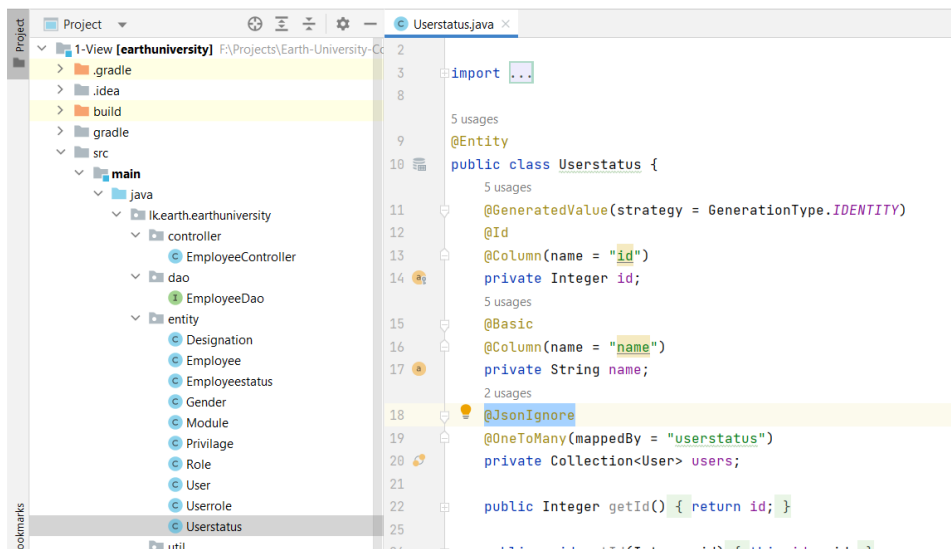 Project
Userstatus.java
Project
1-View [earthuniversity] F:\Projects\Earth-University-Cc
.gradle
.idea
build
gradle
src
main
java
lk.earth.earthuniversity
controller
EmployeeController
dao
EmployeeDao
entity
Designation
Employee
Employeestatus
Gender
Module
Privilage
Role
User
Userrole
Userstatus
util
ookmarks
2
3 import ...
8
5 usages
9 @Entity
10 public class Userstatus {
5 usages
11 @GeneratedValue(strategy = GenerationType.IDENTITY)
12 @Id
13 @Column(name = "id")
14 private Integer id;
5 usages
15 @Basic
16 @Column(name = "name")
17 private String name;
2 usages
18 @JsonIgnore
19 @OneToMany(mappedBy = "userstatus")
20 private Collection<User> users;
21
22 public Integer getId() { return id; }
25